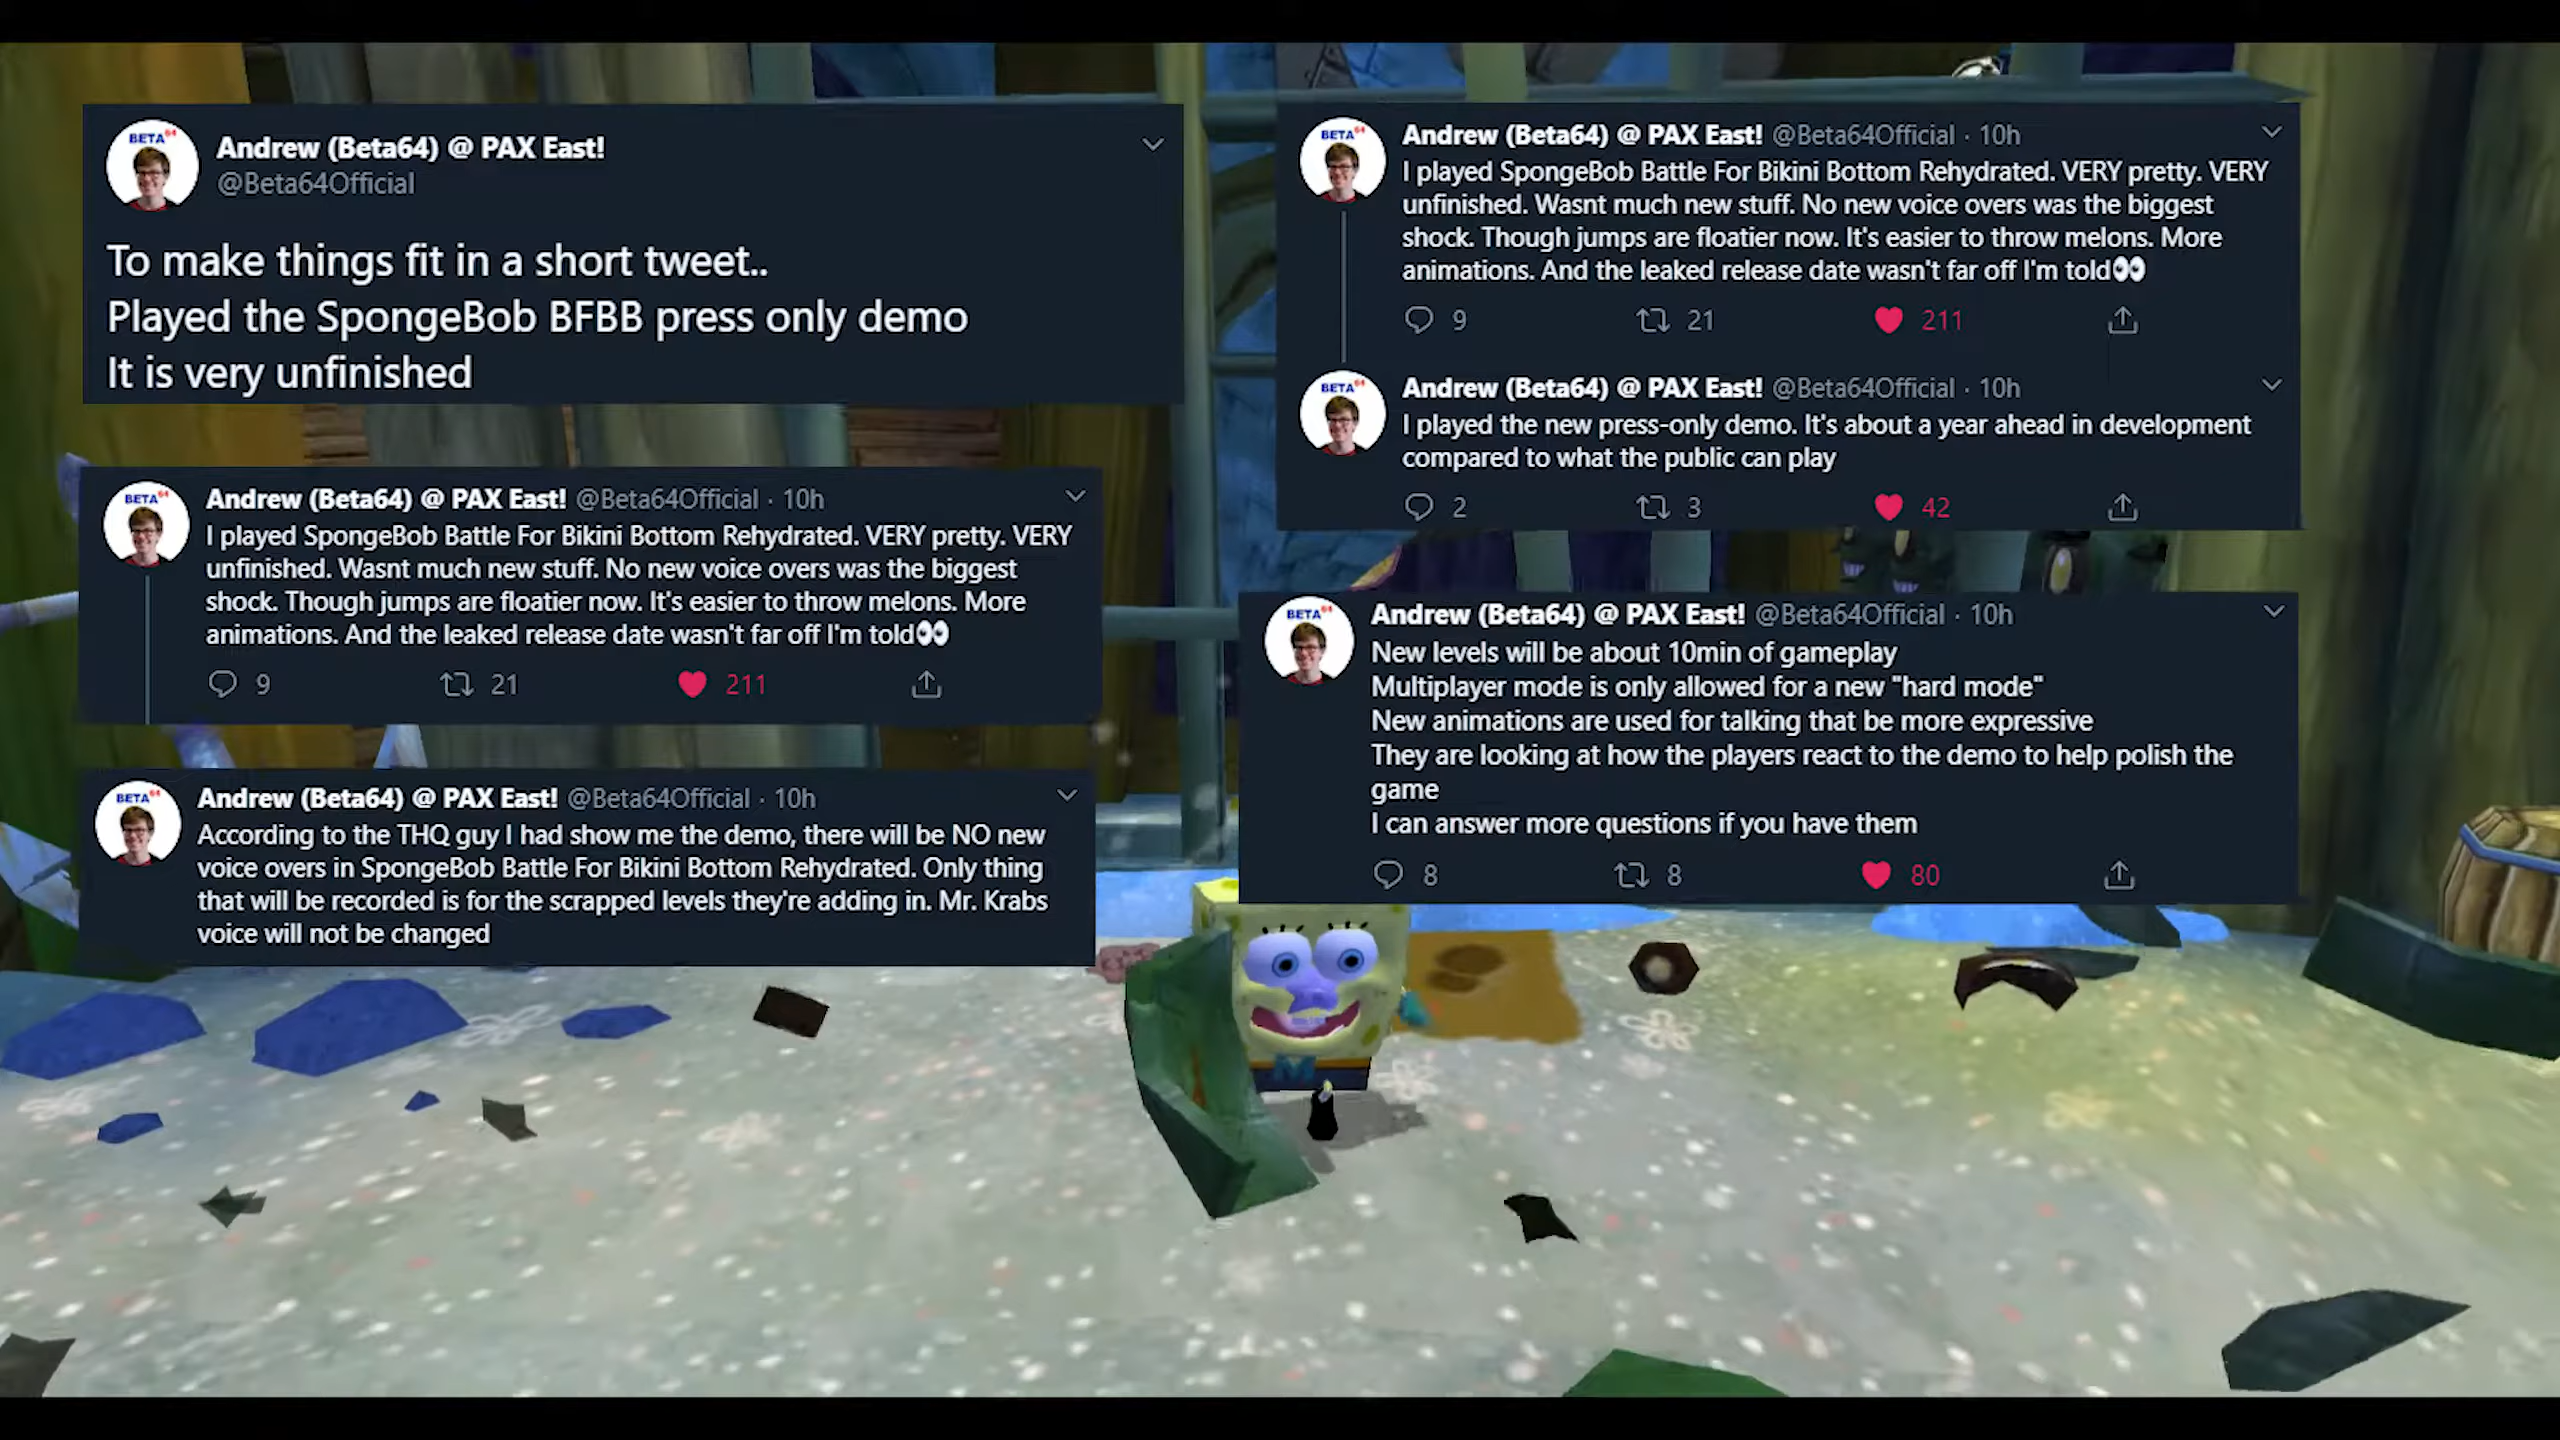 BETA64
Andrew (Beta64) @ PAX East!
@Beta64Official
To make things fit in a short tweet..
Played the SpongeBob BFBB press only demo
It is very unfinished
BETA64
Andrew (Beta64) @ PAX East! @Beta64Official · 10h
I played SpongeBob Battle For Bikini Bottom Rehydrated. VERY pretty. VERY
unfinished. Wasnt much new stuff. No new voice overs was the biggest
shock. Though jumps are floatier now. It's easier to throw melons. More
animations. And the leaked release date wasn't far off I'm told👀
9 21 211
BETA64
Andrew (Beta64) @ PAX East! @Beta64Official · 10h
According to the THQ guy I had show me the demo, there will be NO new
voice overs in SpongeBob Battle For Bikini Bottom Rehydrated. Only thing
that will be recorded is for the scrapped levels they're adding in. Mr. Krabs
voice will not be changed
BETA64
Andrew (Beta64) @ PAX East! @Beta64Official · 10h
I played SpongeBob Battle For Bikini Bottom Rehydrated. VERY pretty. VERY
unfinished. Wasnt much new stuff. No new voice overs was the biggest
shock. Though jumps are floatier now. It's easier to throw melons. More
animations. And the leaked release date wasn't far off I'm told👀
9 21 211
BETA64
Andrew (Beta64) @ PAX East! @Beta64Official · 10h
I played the new press-only demo. It's about a year ahead in development
compared to what the public can play
2 3 42
BETA64
Andrew (Beta64) @ PAX East! @Beta64Official · 10h
New levels will be about 10min of gameplay
Multiplayer mode is only allowed for a new "hard mode"
New animations are used for talking that be more expressive
They are looking at how the players react to the demo to help polish the
game
I can answer more questions if you have them
8 8 80
M